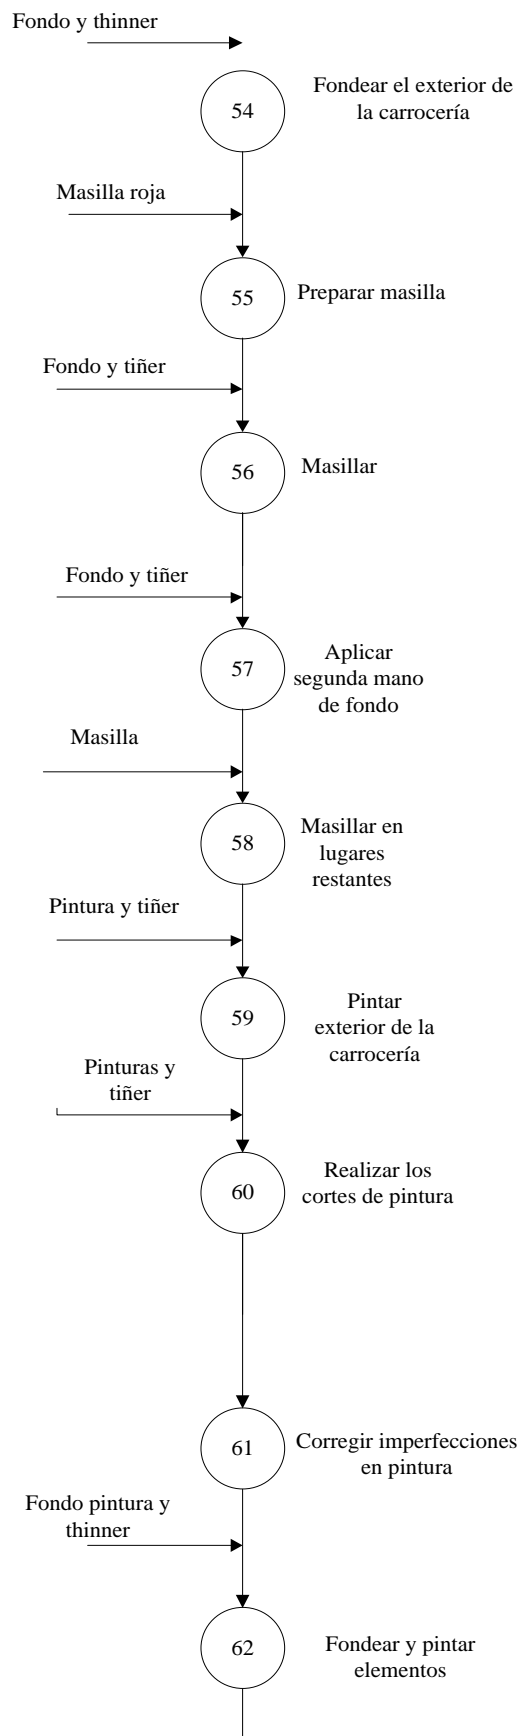 Fondo y thinner
54
Fondear el exterior de
la carrocería
Masilla roja
55
Preparar masilla
Fondo y tiñer
56
Masillar
Fondo y tiñer
57
Aplicar
segunda mano
de fondo
Masilla
58
Masillar en
lugares
restantes
Pintura y tiñer
59
Pintar
exterior de la
carrocería
Pinturas y
tiñer
60
Realizar los
cortes de pintura
61
Corregir imperfecciones
en pintura
Fondo pintura y
thinner
62
Fondear y pintar
elementos